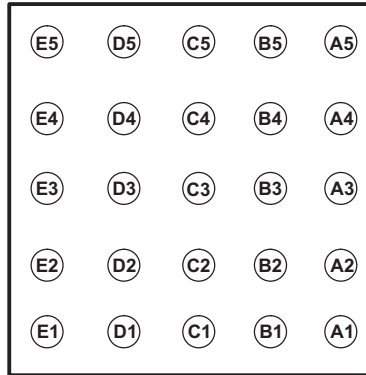 E5 D5 C5 B5 A5
E4 D4 C4 B4 A4
E3 D3 C3 B3 A3
E2 D2 C2 B2 A2
E1 D1 C1 B1 A1